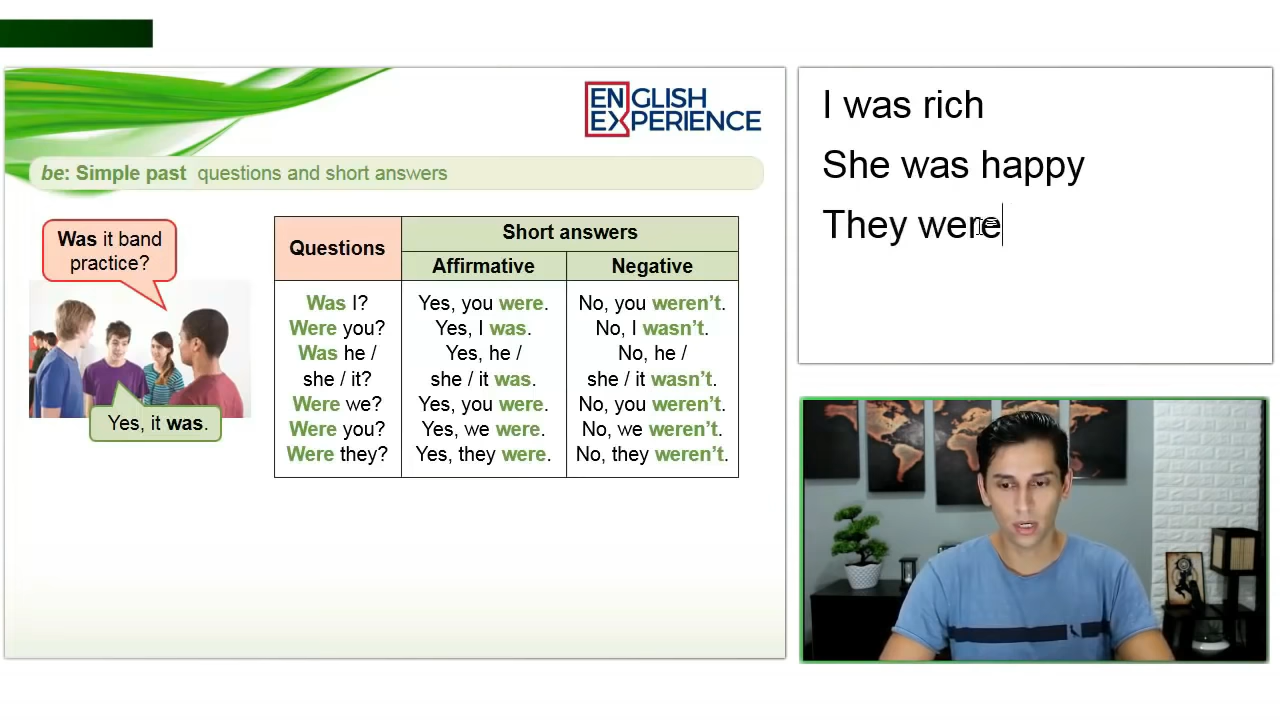 ENGLISH
EXPERIENCE
be: Simple past questions and short answers
Was it band
practice?
Yes, it was.
Questions
Short answers
Affirmative
Negative
Was I?
Yes, you were.
No, you weren’t.
Were you?
Yes, I was.
No, I wasn’t.
Was he /
Yes, he /
No, he /
she / it?
she / it was.
she / it wasn’t.
Were we?
Yes, you were.
No, you weren’t.
Were you?
Yes, we were.
No, we weren’t.
Were they?
Yes, they were.
No, they weren’t.
I was rich
She was happy
They were